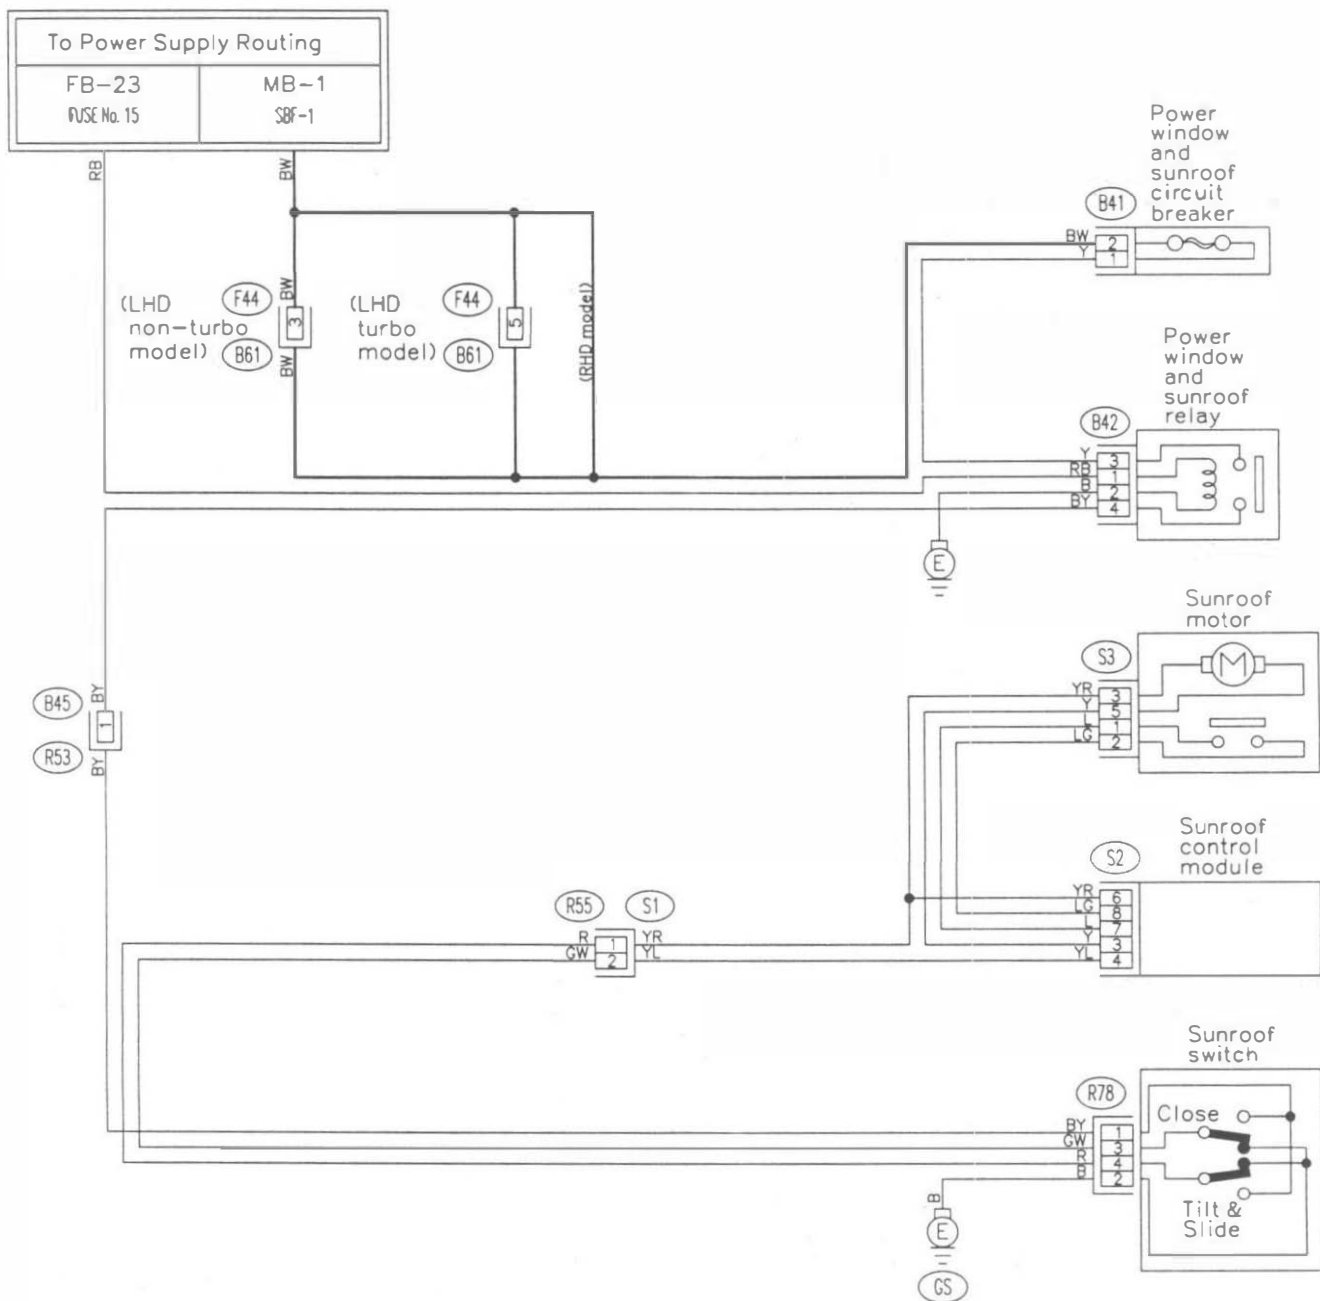 To Power Supply Routing
FB-23
FUSE No. 15
MB-1
SBF-1
RB
BW
Power
window
and
sunroof
circuit
breaker
B41
BW
2
Y
1
(LHD
non-turbo
model)
F44
BW
3
B61
BW
(LHD
turbo
model)
F44
5
B61
(RHD model)
Power
window
and
sunroof
relay
B42
Y
3
RB
1
B
2
BY
4
E
Sunroof
motor
M
S3
YR
3
Y
5
L
1
LG
2
B45
BY
1
R53
BY
Sunroof
control
module
S2
YR
6
LG
8
L
7
Y
3
YL
4
R55
S1
R
1
YR
GW
2
YL
Sunroof
switch
R78
BY
1
GW
3
R
4
B
2
Close
Tilt &
Slide
B
E
GS